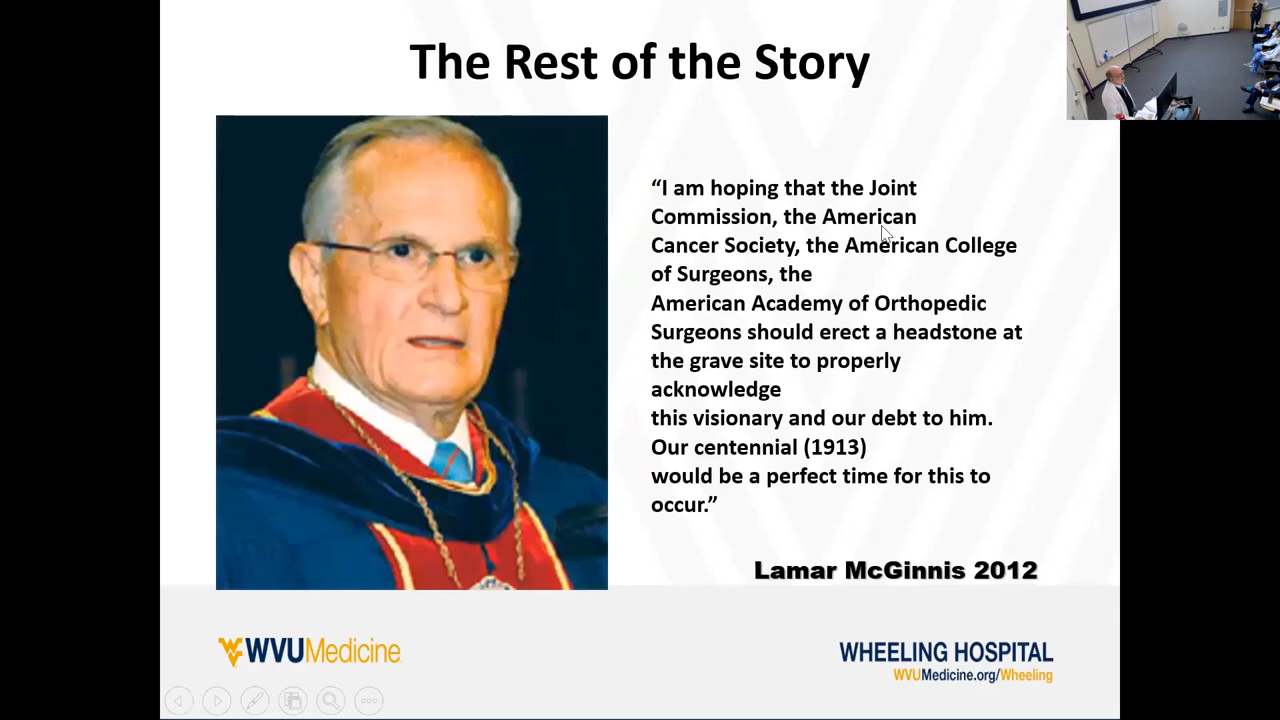 The Rest of the Story
“I am hoping that the Joint
Commission, the American
Cancer Society, the American College
of Surgeons, the
American Academy of Orthopedic
Surgeons should erect a headstone at
the grave site to properly
acknowledge
this visionary and our debt to him.
Our centennial (1913)
would be a perfect time for this to
occur.”
Lamar McGinnis 2012
WVUMedicine
WHEELING HOSPITAL
WVUMedicine.org/Wheeling